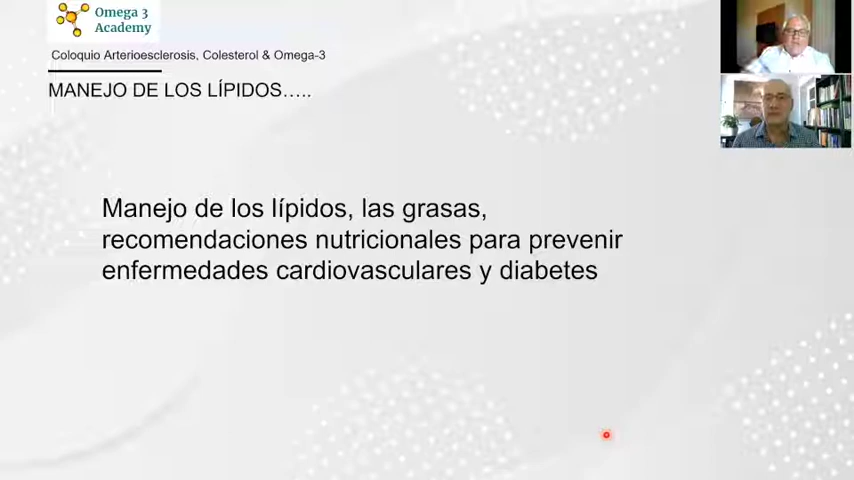 Omega 3
Academy
Coloquio Arterioesclerosis, Colesterol & Omega-3
MANEJO DE LOS LÍPIDOS…..
Manejo de los lípidos, las grasas,
recomendaciones nutricionales para prevenir
enfermedades cardiovasculares y diabetes